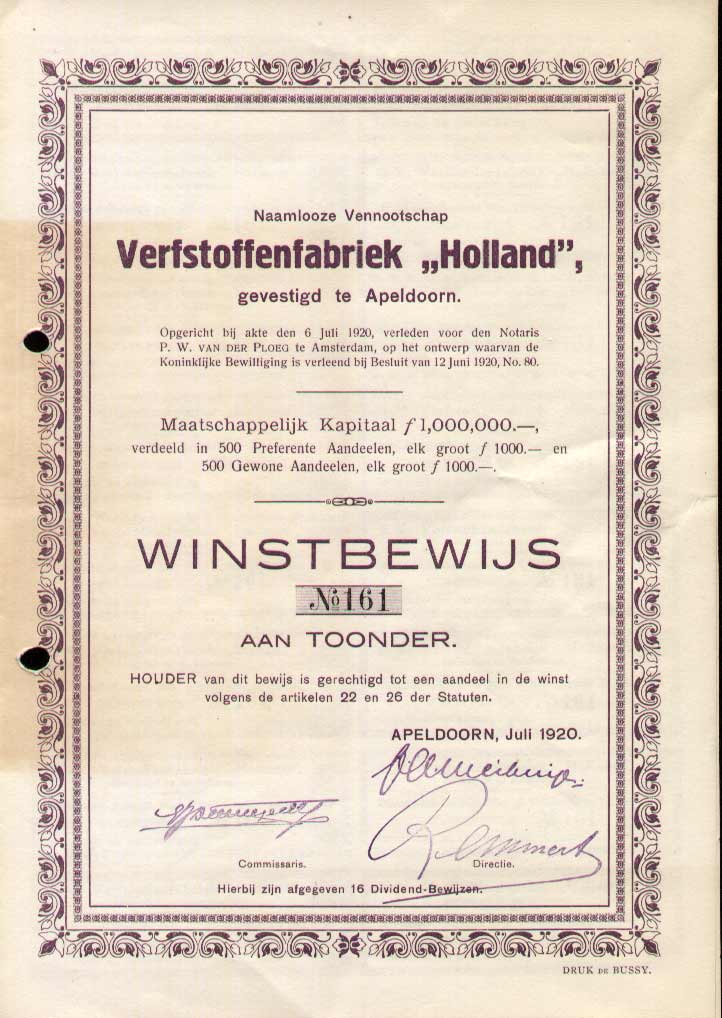 Naamlooze Vennootschap
Verfstoffenfabriek „Holland”,
gevestigd te Apeldoorn.
Opgericht bij akte den 6 Juli 1920, verleden voor den Notaris
P. W. VAN DER PLOEG te Amsterdam, op het ontwerp waarvan de
Koninklijke Bewilliging is verleend bij Besluit van 12 Juni 1920, No. 80.
Maatschappelijk Kapitaal f 1,000,000.—,
verdeeld in 500 Preferente Aandeelen, elk groot f 1000.— en
500 Gewone Aandeelen, elk groot f 1000.—.
WINSTBEWIJS
No 161
AAN TOONDER.
HOUDER van dit bewijs is gerechtigd tot een aandeel in de winst
volgens de artikelen 22 en 26 der Statuten.
APELDOORN, Juli 1920.
Commissaris.
Directie.
Hierbij zijn afgegeven 16 Dividend-Bewijzen.
DRUK DE BUSSY.